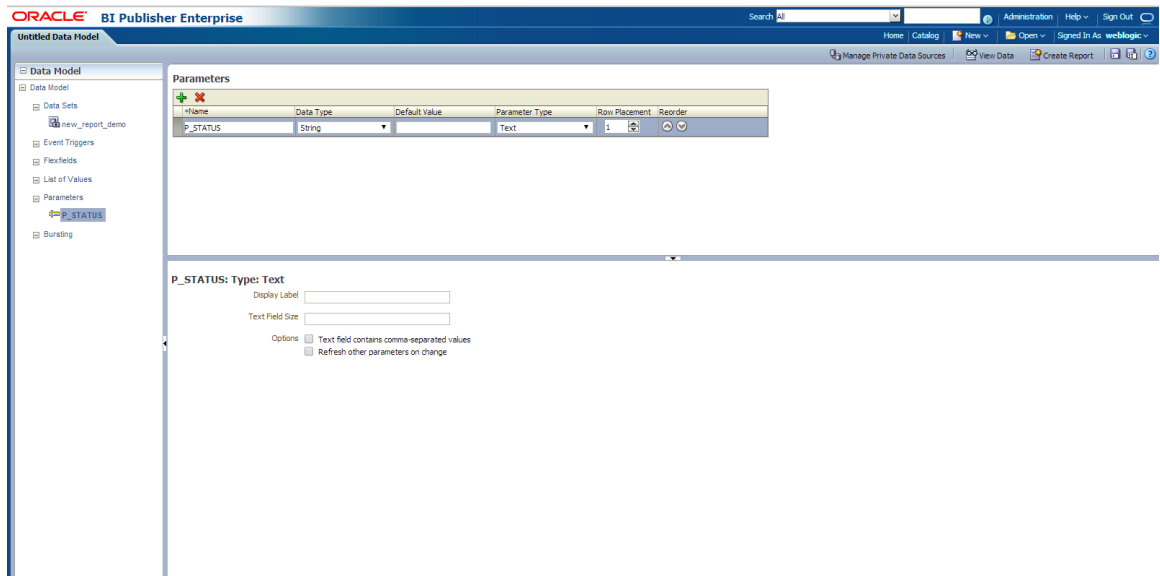 ORACLE BI Publisher Enterprise
Search All
Administration Help Sign Out
Untitled Data Model
Home Catalog New Open Signed In As weblogic
Manage Private Data Sources View Data Create Report
Data Model
Data Model
Data Sets
new_report_demo
Event Triggers
Flexfields
List of Values
Parameters
P_STATUS
Bursting
Parameters
*Name Data Type Default Value Parameter Type Row Placement Reorder
P_STATUS String Text 1
P_STATUS: Type: Text
Display Label
Text Field Size
Options Text field contains comma-separated values
Refresh other parameters on change